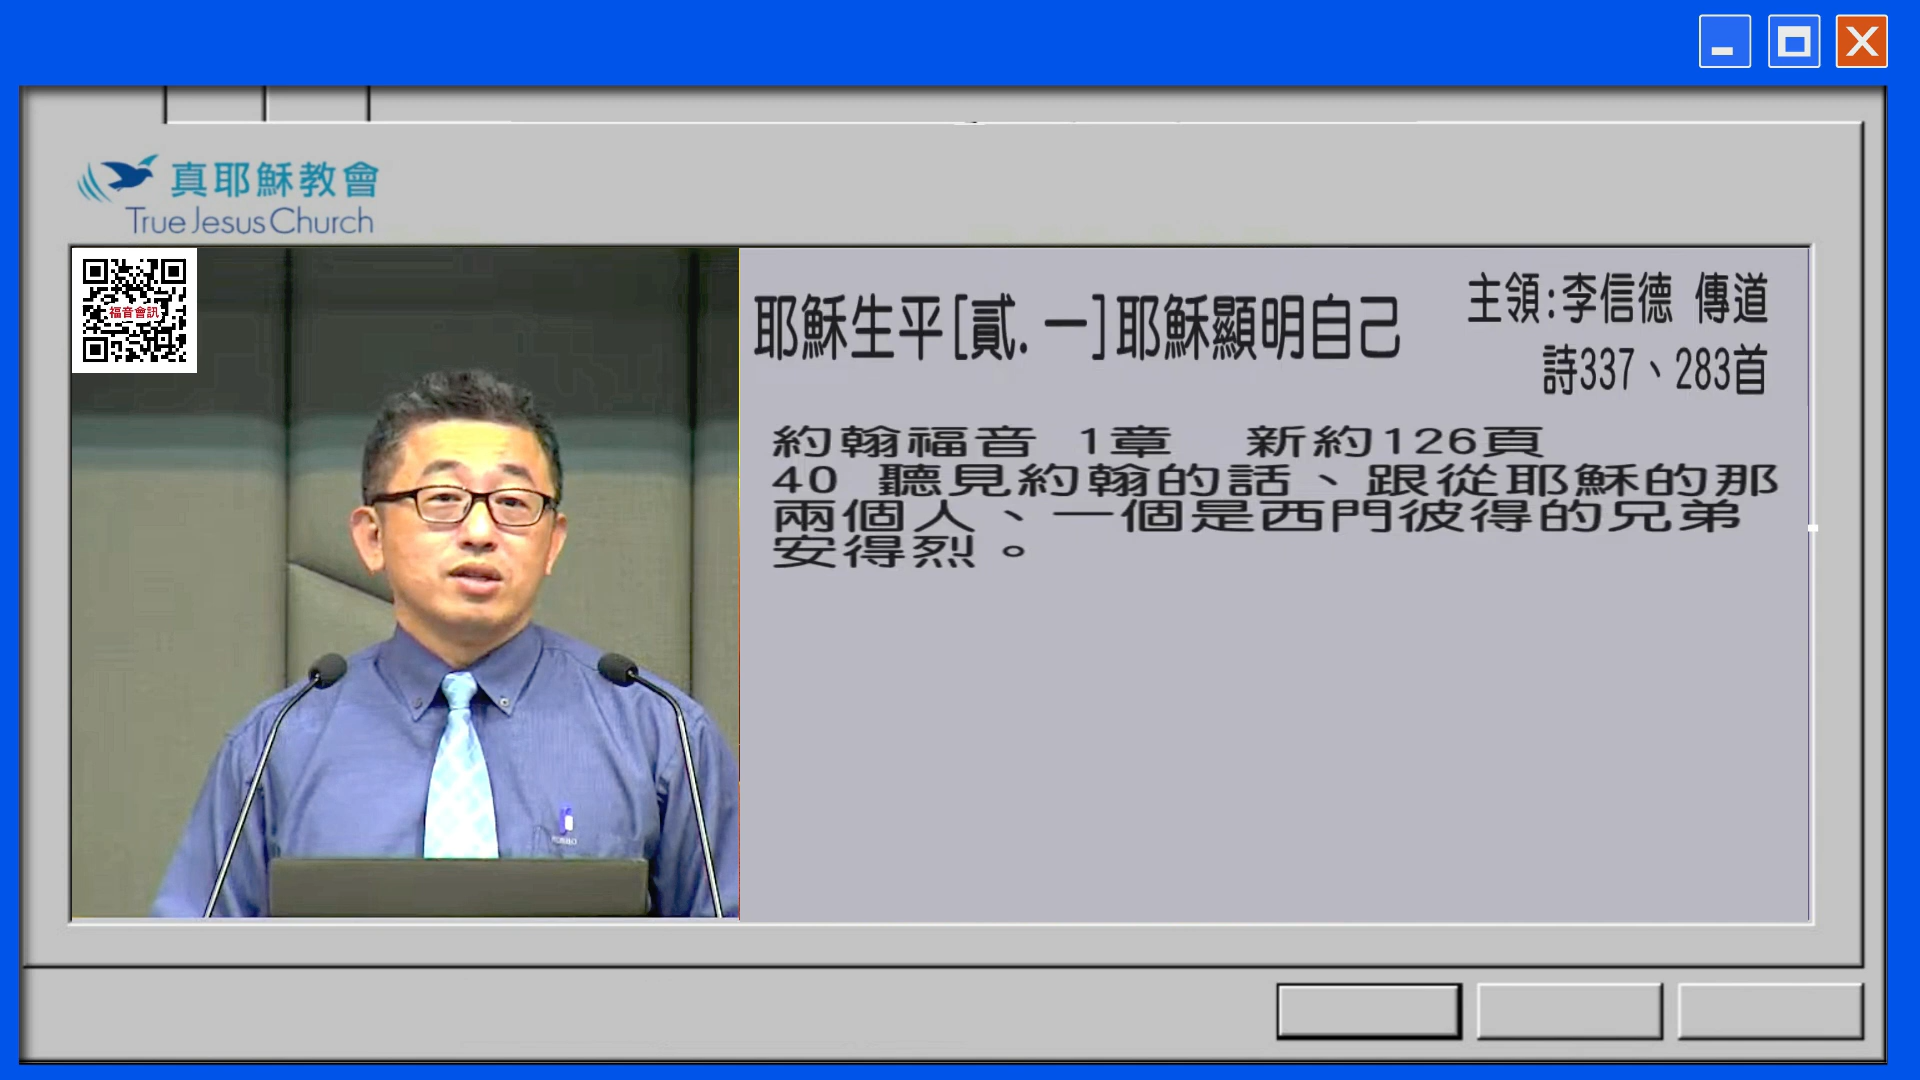 真耶穌教會
True Jesus Church
福音會訊
耶穌生平[貳.一]耶穌顯明自己
主領:李信德 傳道
詩337、283首
約翰福音 1章 新約126頁
40 聽見約翰的話、跟從耶穌的那
兩個人、一個是西門彼得的兄弟
安得烈。